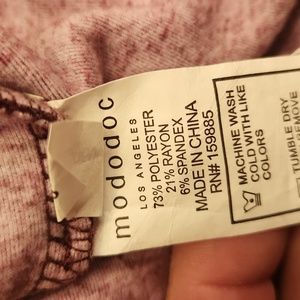 mododoc
LOS ANGELES
73% POLYESTER
21% RAYON
6% SPANDEX
MADE IN CHINA
RN# 159885
MACHINE WASH
COLD WITH LIKE
TUMBLE DRY